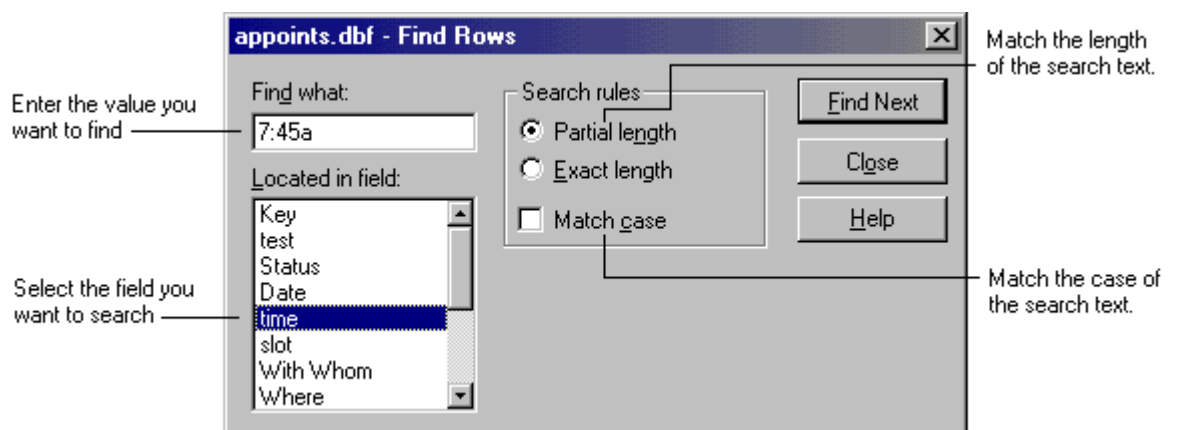 appoints.dbf - Find Rows
Match the length
of the search text.
Enter the value you
want to find
Find what:
7:45a
Search rules
Partial length
Exact length
Match case
Find Next
Close
Help
Located in field:
Key
test
Status
Date
time
slot
With Whom
Where
Select the field you
want to search
Match the case of
the search text.